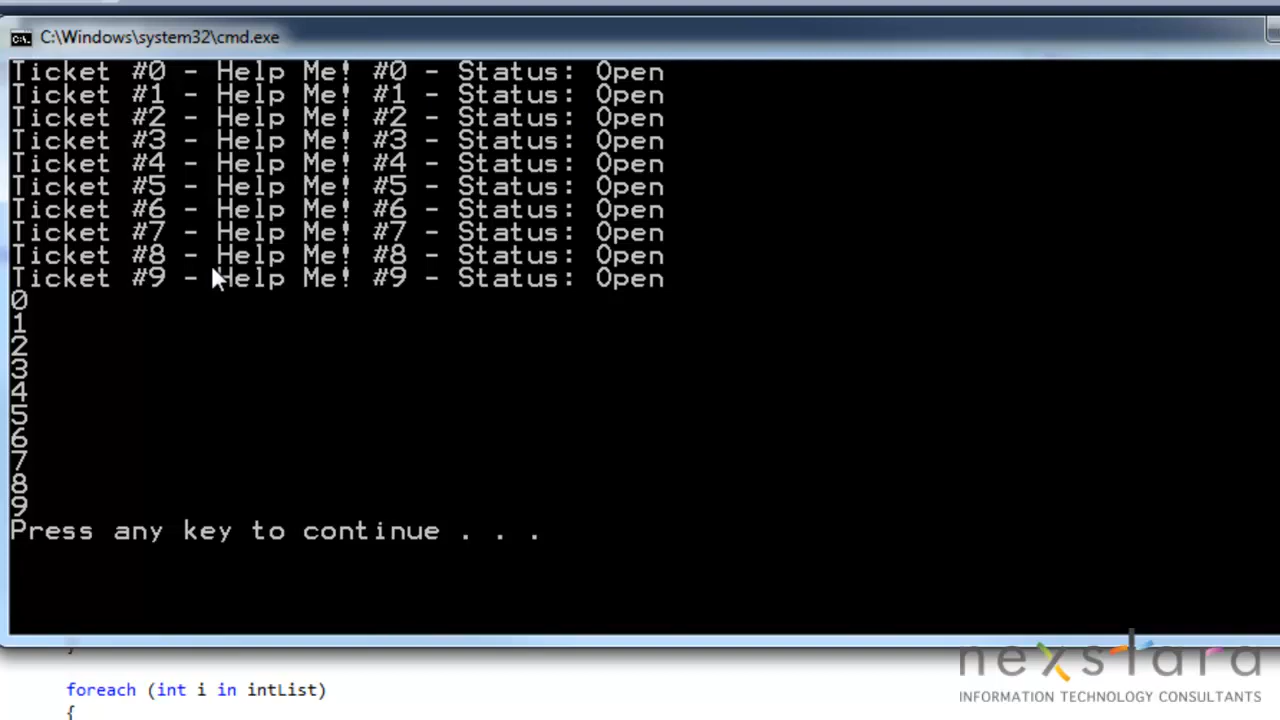 C:\Windows\system32\cmd.exe
Ticket #0 - Help Me! #0 - Status: Open
Ticket #1 - Help Me! #1 - Status: Open
Ticket #2 - Help Me! #2 - Status: Open
Ticket #3 - Help Me! #3 - Status: Open
Ticket #4 - Help Me! #4 - Status: Open
Ticket #5 - Help Me! #5 - Status: Open
Ticket #6 - Help Me! #6 - Status: Open
Ticket #7 - Help Me! #7 - Status: Open
Ticket #8 - Help Me! #8 - Status: Open
Ticket #9 - Help Me! #9 - Status: Open
0
1
2
3
4
5
6
7
8
9
Press any key to continue . . .
foreach (int i in intList)
{
nexstara
INFORMATION TECHNOLOGY CONSULTANTS